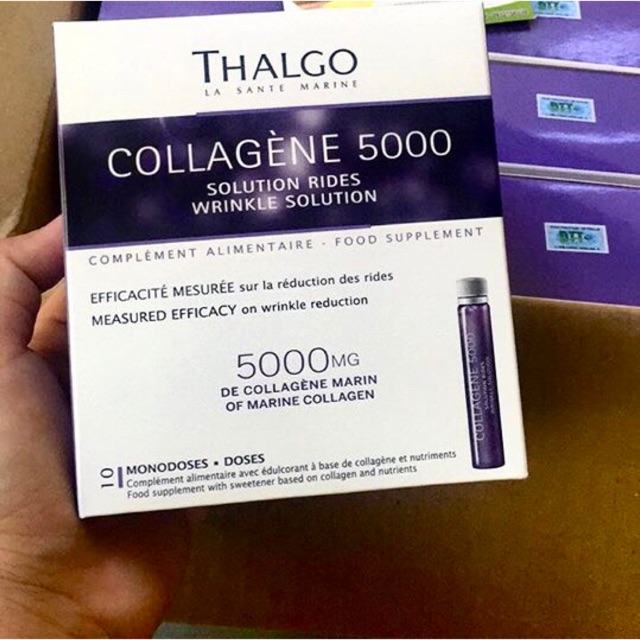 THALGO
LA SANTE MARINE
COLLAGÈNE 5000
SOLUTION RIDES
WRINKLE SOLUTION
COMPLÉMENT ALIMENTAIRE - FOOD SUPPLEMENT
EFFICACITÉ MESURÉE sur la réduction des rides
MEASURED EFFICACY on wrinkle reduction
5000MG
DE COLLAGÈNE MARIN
OF MARINE COLLAGEN
COLLAGÈNE 5000
SOLUTION RIDES
10 MONODOSES • DOSES
Complément alimentaire avec édulcorant à base de collagène et nutriments
Food supplement with sweetener based on collagen and nutrients